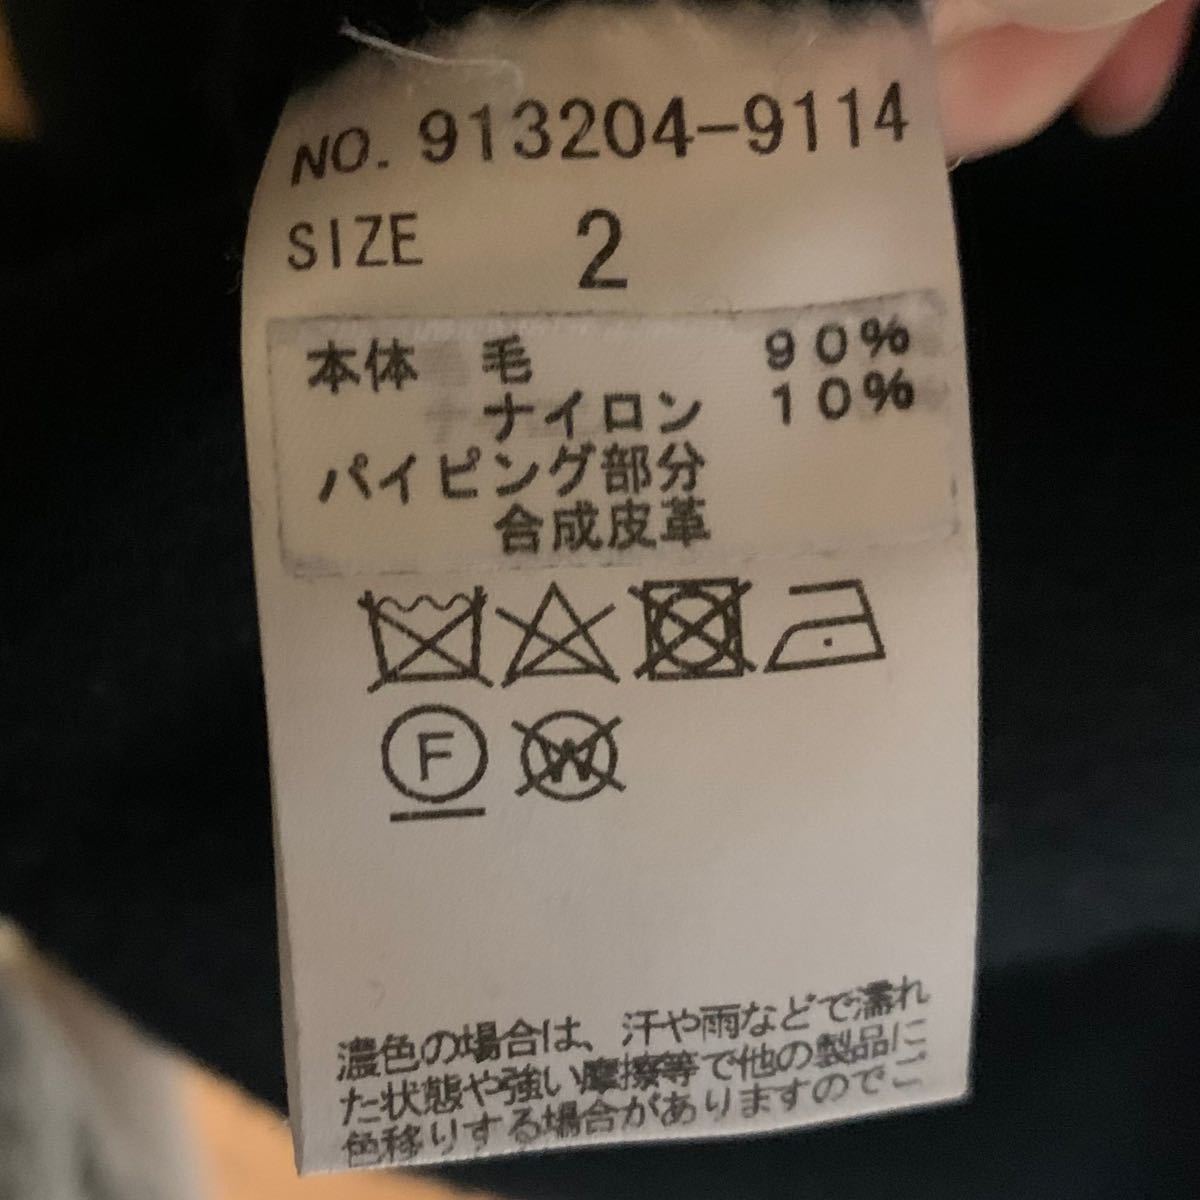 NO. 913204-9114
SIZE 2
本体 毛 90%
ナイロン 10%
パイピング部分
合成皮革
F
W
濃色の場合は、汗や雨などで濡れ
た状態や強い摩擦等で他の製品に
色移りする場合がありますのでご